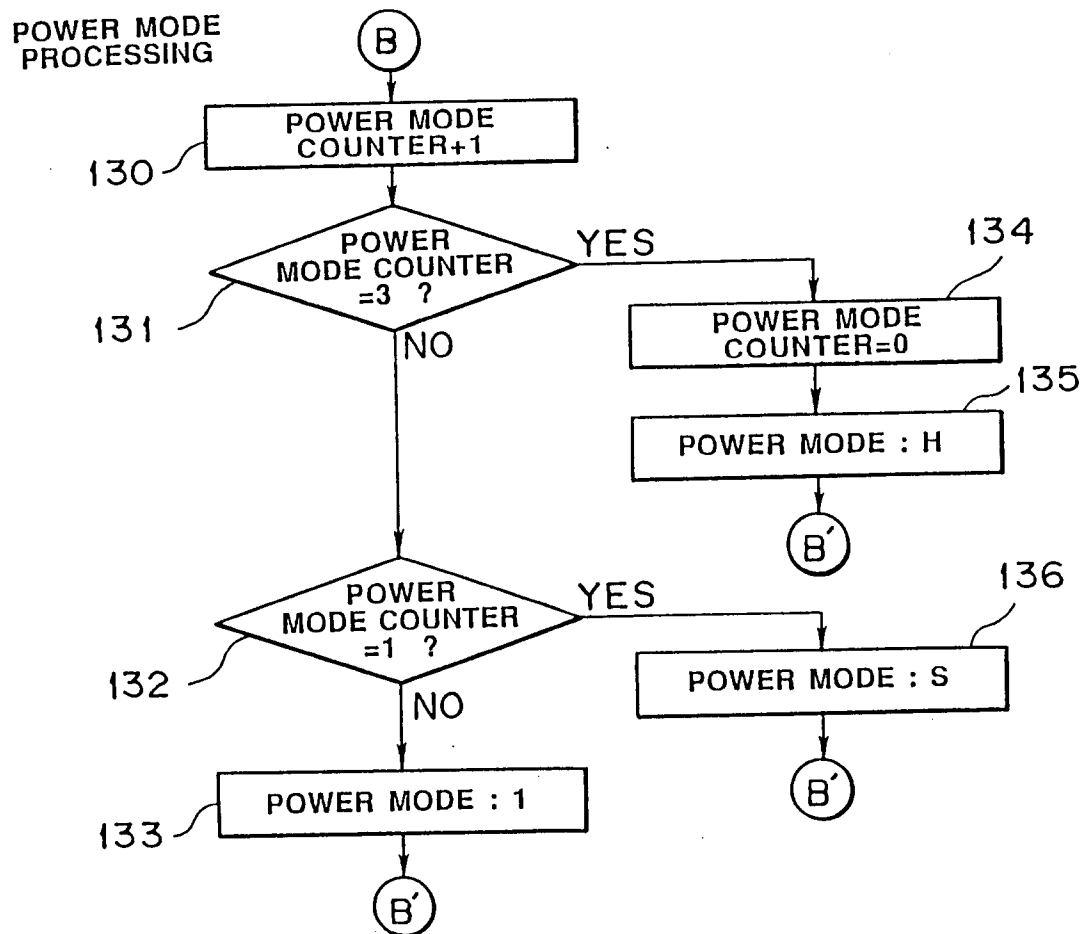 POWER MODE
PROCESSING
B
POWER MODE
COUNTER+1
130
POWER
MODE COUNTER
=3 ?
131
YES
NO
134
POWER MODE
COUNTER=0
135
POWER MODE : H
B′
POWER
MODE COUNTER
=1 ?
132
YES
NO
136
POWER MODE : S
B′
POWER MODE : 1
133
B′